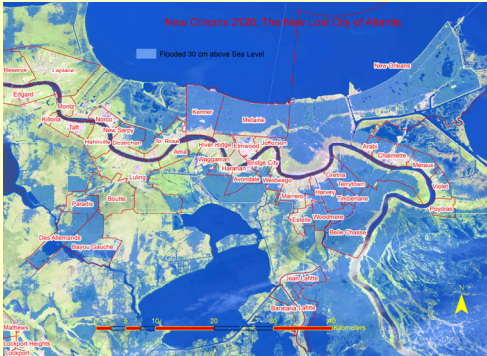 New Orleans 2120, The New Lost City of Atlantis
Flooded 30 cm above Sea Level
New Orleans
Reserve
Laplace
Edgard
Montz
Killona
Taft
Norco
New Sarpy
Hahnville
Destrehan
St. Rose
Ama
Kenner
Metairie
River Ridge
Elmwood
Jefferson
Waggaman
Harahan
Bridge City
Avondale
Westwego
Arabi
Chalmette
Meraux
Violet
Poydras
Gretna
Terrytown
Marrero
Harvey
Timberlane
Estelle
Woodmere
Belle Chasse
Luling
Boutte
Paradis
Des Allemands
Bayou Gauche
Jean Lafitte
Barataria
Lafitte
Mathews
Lockport Heights
Lockport
20
40
Kilometers